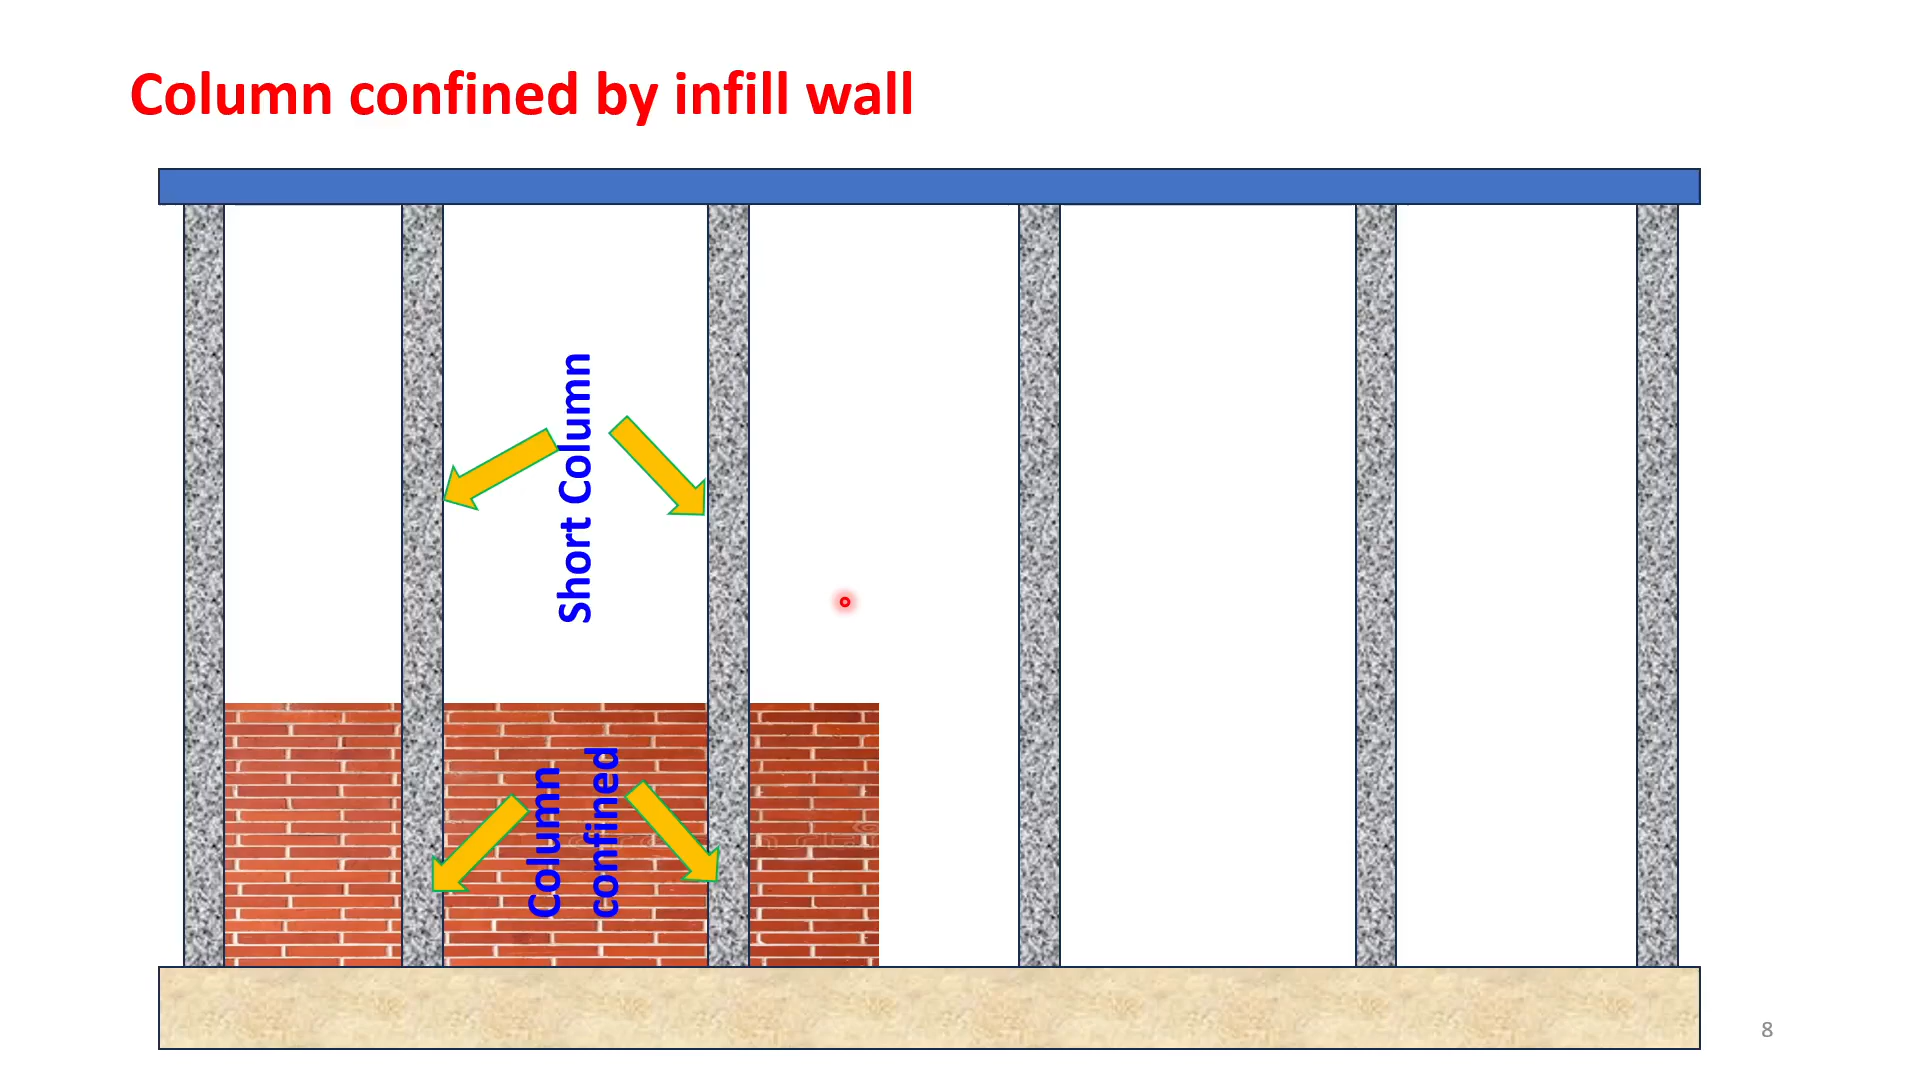 Column confined by infill wall
Short Column
Column
confined
8